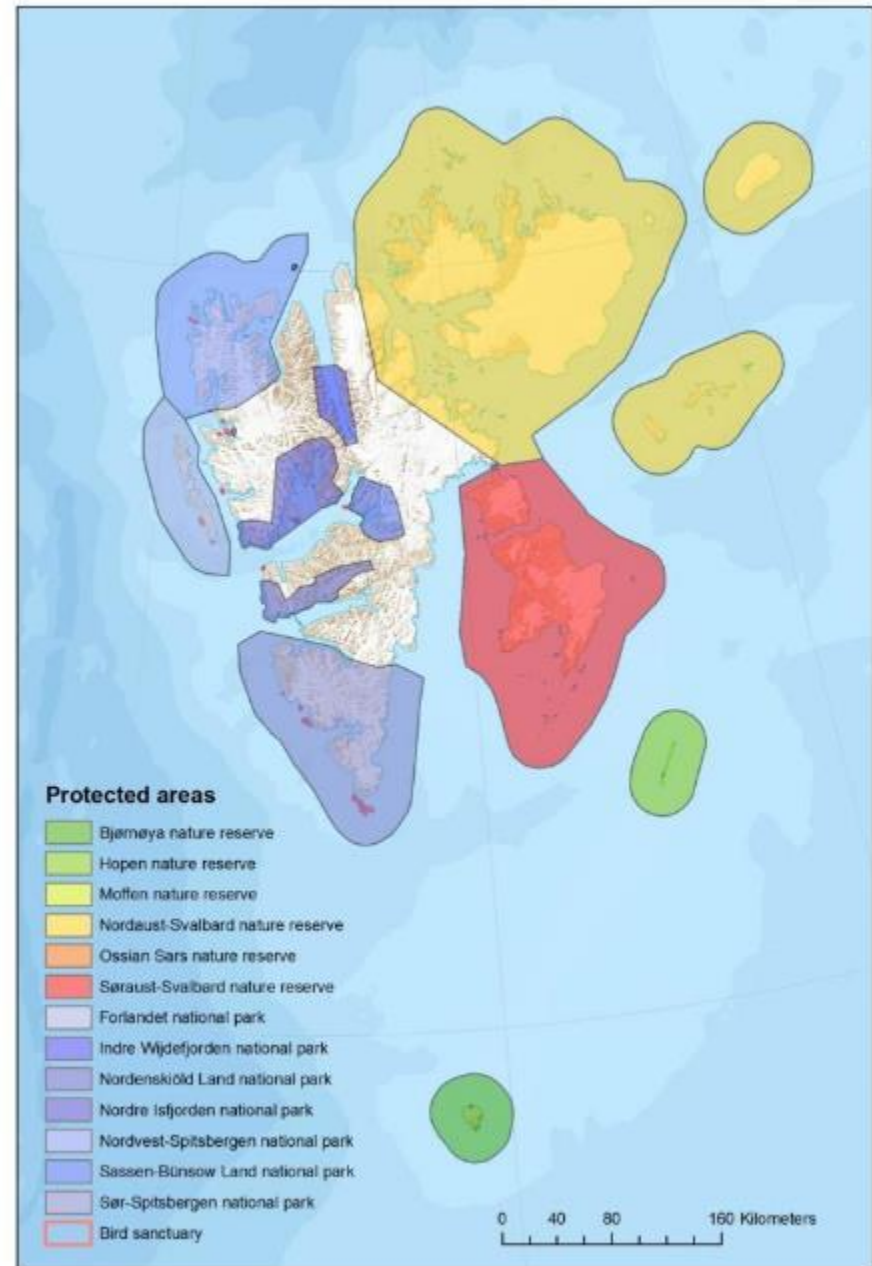 Protected areas
Bjørnøya nature reserve
Hopen nature reserve
Moffen nature reserve
Nordaust-Svalbard nature reserve
Ossian Sars nature reserve
Søraust-Svalbard nature reserve
Forlandet national park
Indre Wijdefjorden national park
Nordenskiöld Land national park
Nordre Isfjorden national park
Nordvest-Spitsbergen national park
Sassen-Bünsow Land national park
Sør-Spitsbergen national park
Bird sanctuary
0 40 80 160 Kilometers